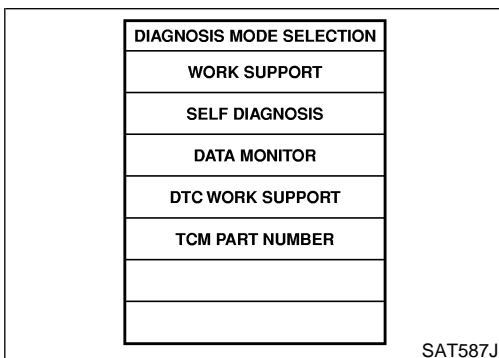 DIAGNOSIS MODE SELECTION
WORK SUPPORT
SELF DIAGNOSIS
DATA MONITOR
DTC WORK SUPPORT
TCM PART NUMBER
SAT587J